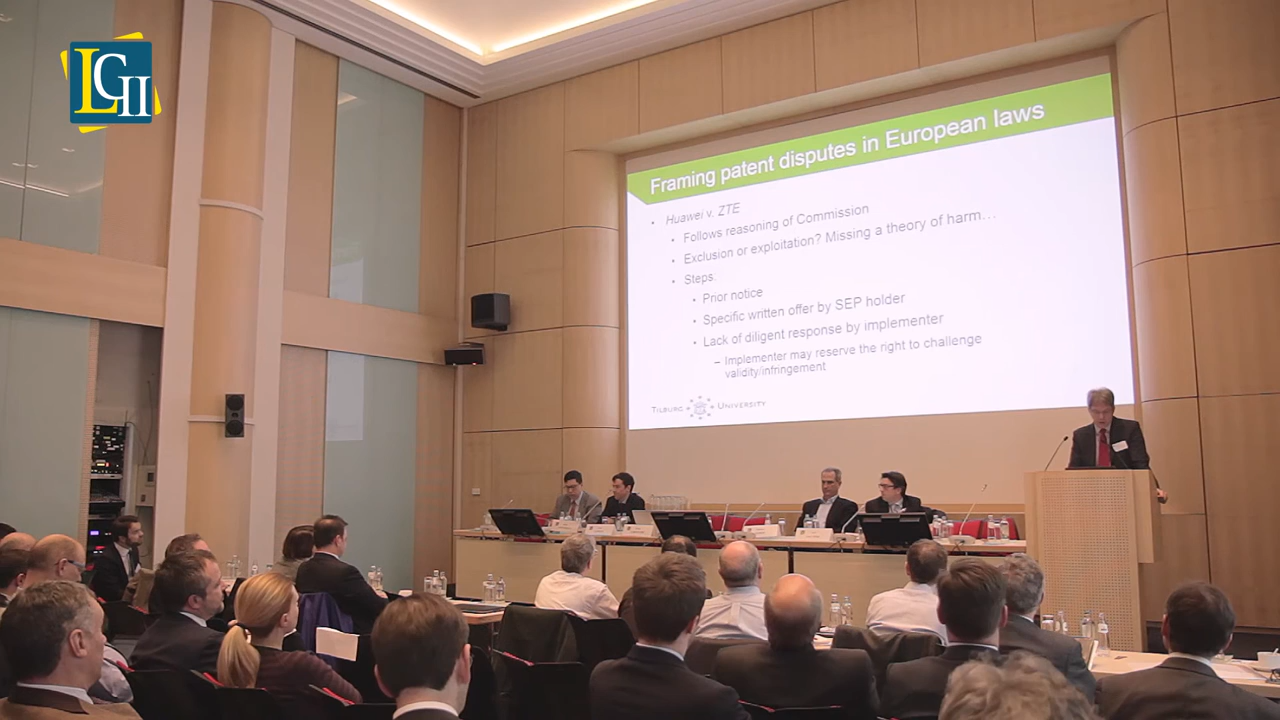 LCII
Framing patent disputes in European laws
• Huawei v. ZTE
• Follows reasoning of Commission
• Exclusion or exploitation? Missing a theory of harm…
• Steps:
• Prior notice
• Specific written offer by SEP holder
• Lack of diligent response by implementer
– Implementer may reserve the right to challenge
validity/infringement
TILBURG UNIVERSITY